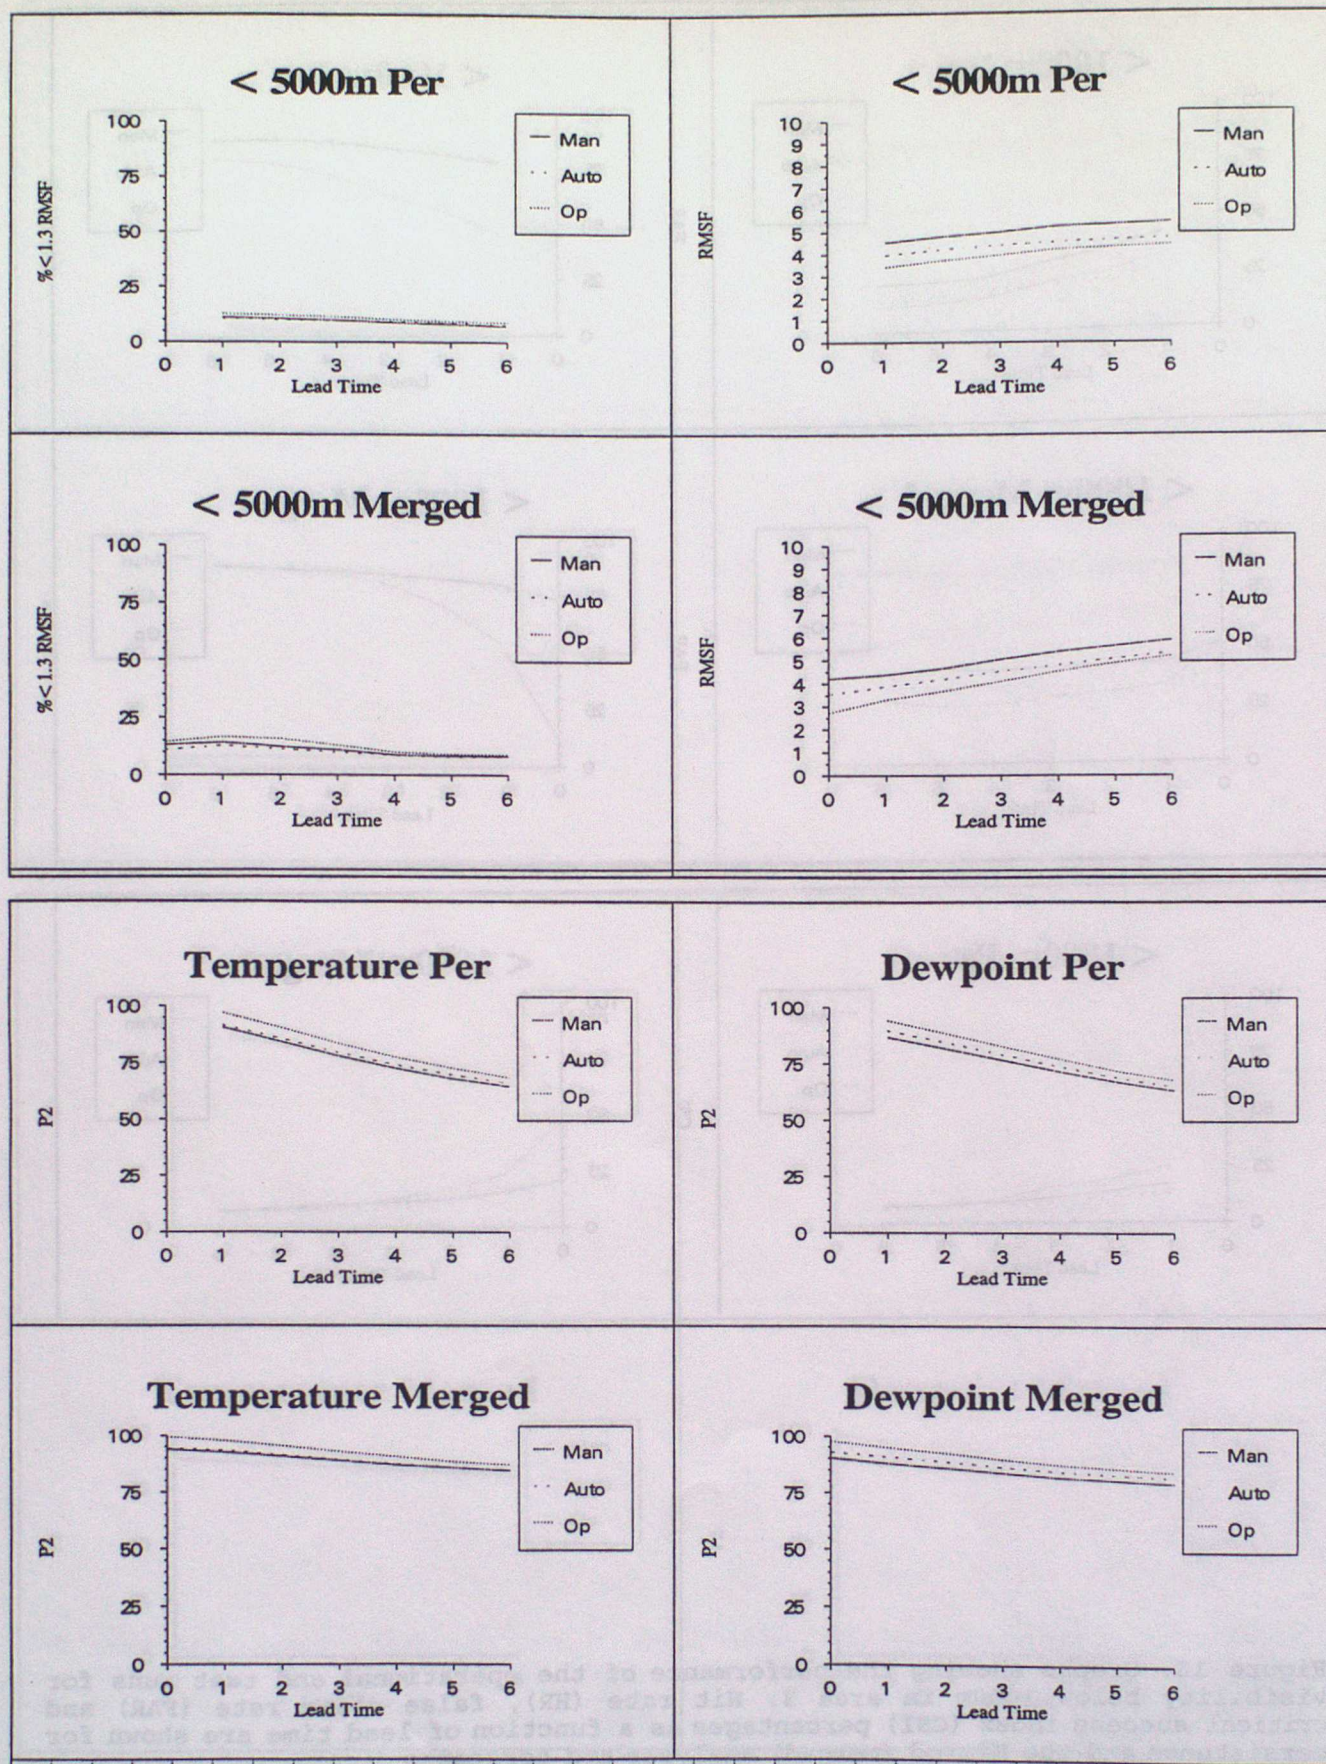 < 5000m Per
100
75
50
25
0
%< 1.3 RMSF
0 1 2 3 4 5 6
Lead Time
Man
Auto
Op
< 5000m Per
10
9
8
7
6
5
4
3
2
1
0
RMSF
0 1 2 3 4 5 6
Lead Time
Man
Auto
Op
< 5000m Merged
100
75
50
25
0
%< 1.3 RMSF
0 1 2 3 4 5 6
Lead Time
Man
Auto
Op
< 5000m Merged
10
9
8
7
6
5
4
3
2
1
0
RMSF
0 1 2 3 4 5 6
Lead Time
Man
Auto
Op
Temperature Per
100
75
50
25
0
P2
0 1 2 3 4 5 6
Lead Time
Man
Auto
Op
Dewpoint Per
100
75
50
25
0
P2
0 1 2 3 4 5 6
Lead Time
Man
Auto
Op
Temperature Merged
100
75
50
25
0
P2
0 1 2 3 4 5 6
Lead Time
Man
Auto
Op
Dewpoint Merged
100
75
50
25
0
P2
0 1 2 3 4 5 6
Lead Time
Man
Auto
Op